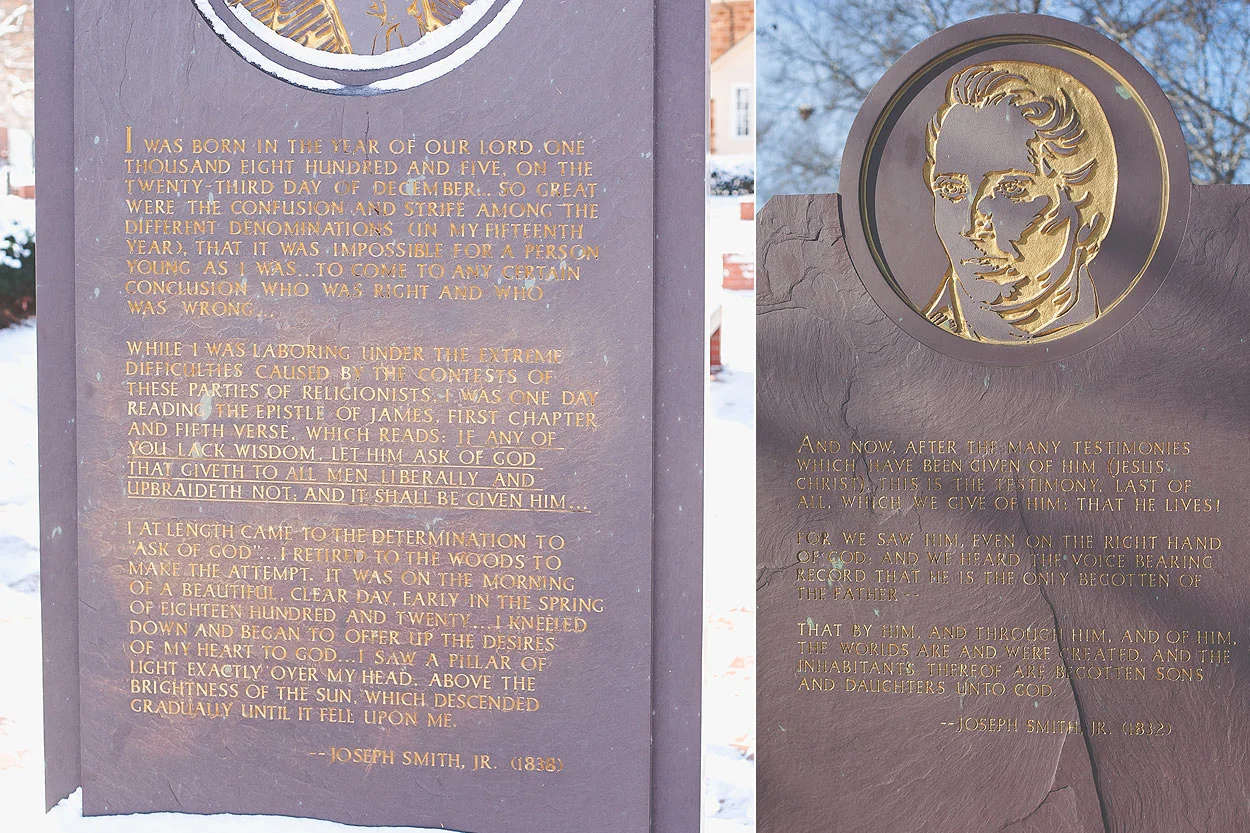 I WAS BORN IN THE YEAR OF OUR LORD ONE
THOUSAND EIGHT HUNDRED AND FIVE, ON THE
TWENTY-THIRD DAY OF DECEMBER... SO GREAT
WERE THE CONFUSION AND STRIFE AMONG THE
DIFFERENT DENOMINATIONS (IN MY FIFTEENTH
YEAR), THAT IT WAS IMPOSSIBLE FOR A PERSON
YOUNG AS I WAS...TO COME TO ANY CERTAIN
CONCLUSION WHO WAS RIGHT AND WHO
WAS WRONG...
WHILE I WAS LABORING UNDER THE EXTREME
DIFFICULTIES CAUSED BY THE CONTESTS OF
THESE PARTIES OF RELIGIONISTS, I WAS ONE DAY
READING THE EPISTLE OF JAMES, FIRST CHAPTER
AND FIFTH VERSE, WHICH READS: IF ANY OF
YOU LACK WISDOM, LET HIM ASK OF GOD
THAT GIVETH TO ALL MEN LIBERALLY AND
UPBRAIDETH NOT, AND IT SHALL BE GIVEN HIM...
I AT LENGTH CAME TO THE DETERMINATION TO
"ASK OF GOD"...I RETIRED TO THE WOODS TO
MAKE THE ATTEMPT. IT WAS ON THE MORNING
OF A BEAUTIFUL, CLEAR DAY, EARLY IN THE SPRING
OF EIGHTEEN HUNDRED AND TWENTY...I KNEELED
DOWN AND BEGAN TO OFFER UP THE DESIRES
OF MY HEART TO GOD...I SAW A PILLAR OF
LIGHT EXACTLY OVER MY HEAD, ABOVE THE
BRIGHTNESS OF THE SUN, WHICH DESCENDED
GRADUALLY UNTIL IT FELL UPON ME.
--JOSEPH SMITH, JR. (1838)
AND NOW, AFTER THE MANY TESTIMONIES
WHICH HAVE BEEN GIVEN OF HIM (JESUS
CHRIST), THIS IS THE TESTIMONY, LAST OF
ALL, WHICH WE GIVE OF HIM: THAT HE LIVES!
FOR WE SAW HIM, EVEN ON THE RIGHT HAND
OF GOD; AND WE HEARD THE VOICE BEARING
RECORD THAT HE IS THE ONLY BEGOTTEN OF
THE FATHER--
THAT BY HIM, AND THROUGH HIM, AND OF HIM,
THE WORLDS ARE AND WERE CREATED, AND THE
INHABITANTS THEREOF ARE BEGOTTEN SONS
AND DAUGHTERS UNTO GOD.
--JOSEPH SMITH, JR. (1832)